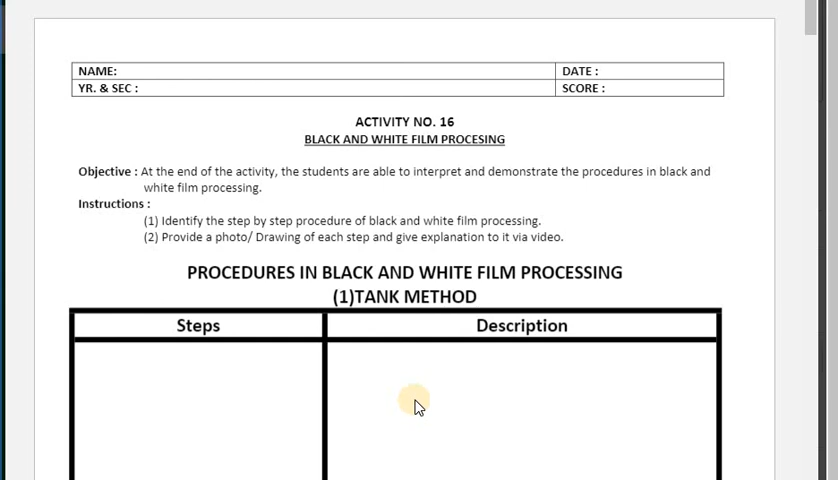 NAME: DATE :
YR. & SEC : SCORE :
ACTIVITY NO. 16
BLACK AND WHITE FILM PROCESING
Objective : At the end of the activity, the students are able to interpret and demonstrate the procedures in black and
white film processing.
Instructions :
(1) Identify the step by step procedure of black and white film processing.
(2) Provide a photo/ Drawing of each step and give explanation to it via video.
PROCEDURES IN BLACK AND WHITE FILM PROCESSING
(1)TANK METHOD
Steps Description